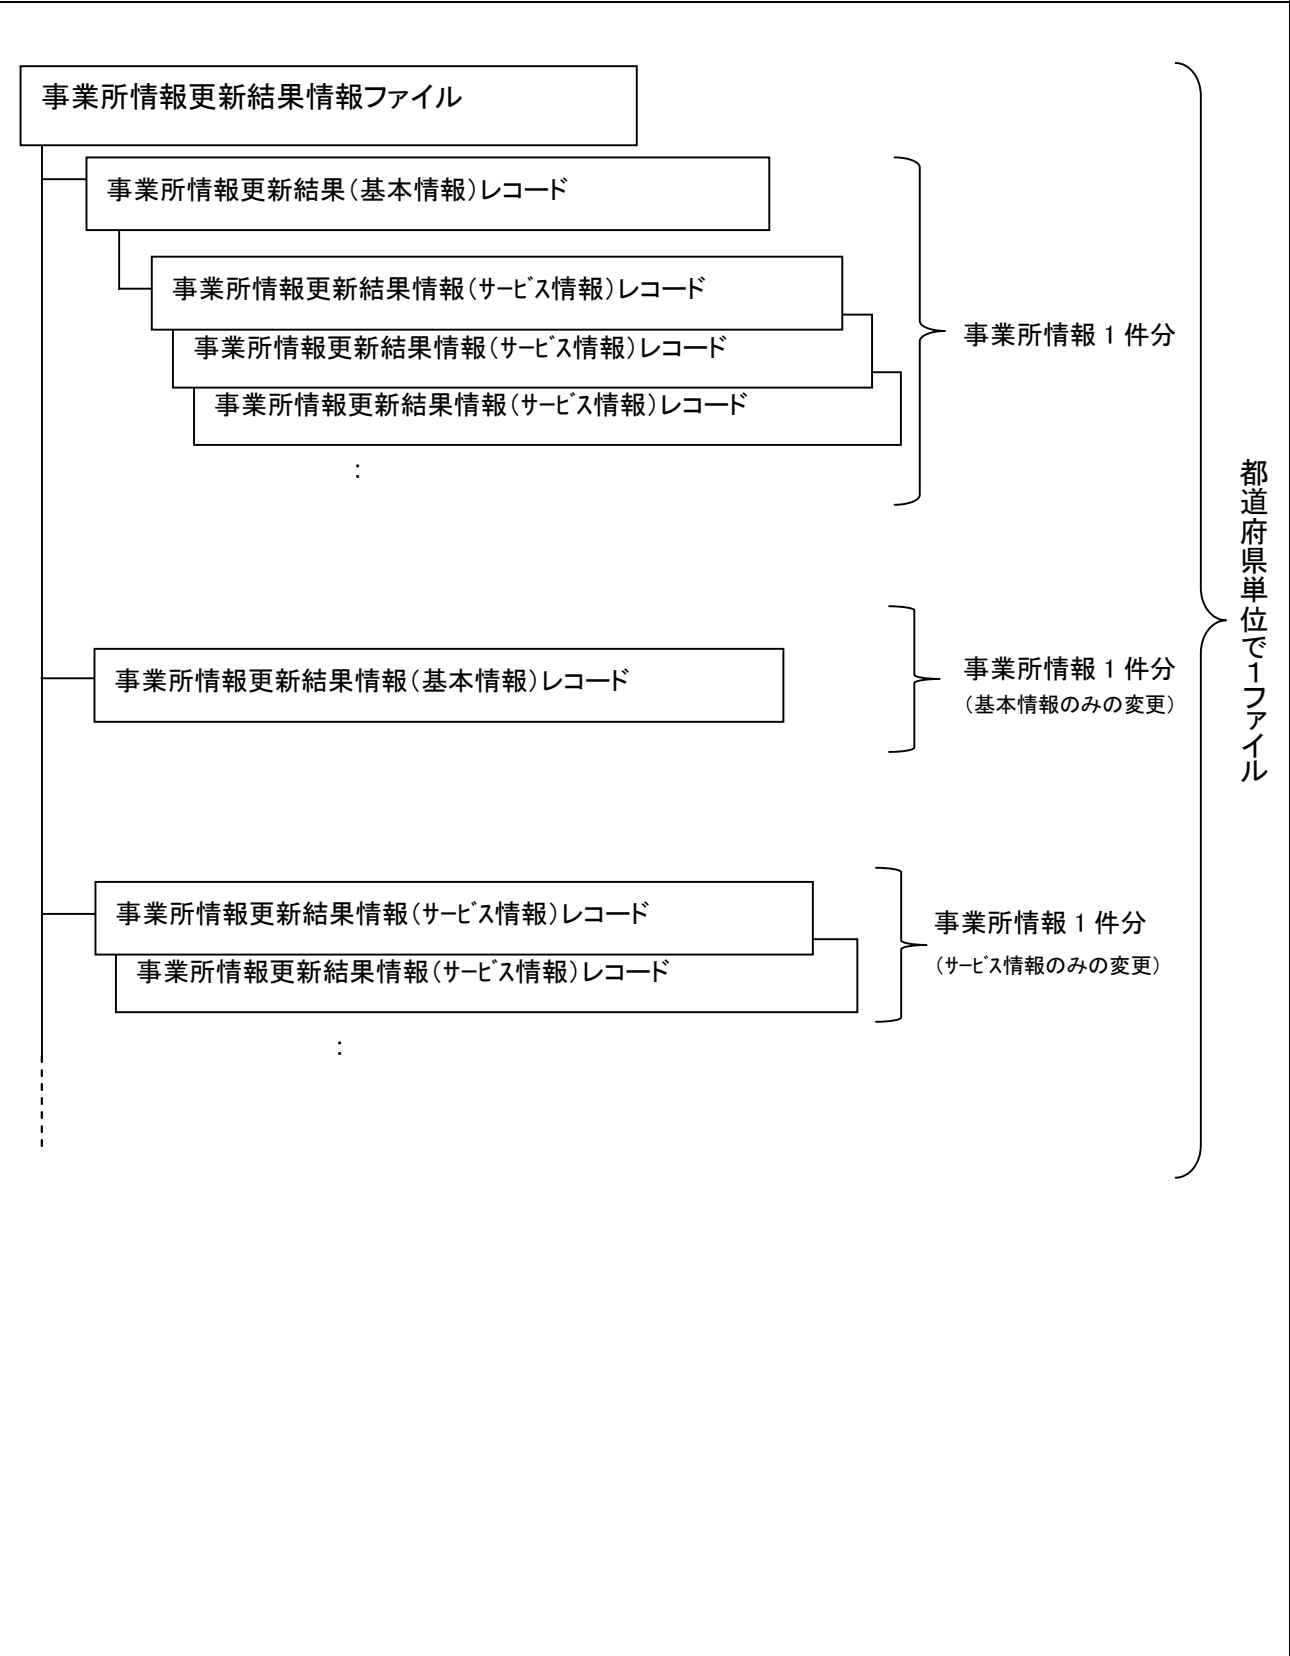 事業所情報更新結果情報ファイル
事業所情報更新結果（基本情報）レコード
事業所情報更新結果情報（ｻｰﾋﾞｽ情報）レコード
事業所情報更新結果情報（ｻｰﾋﾞｽ情報）レコード
事業所情報更新結果情報（ｻｰﾋﾞｽ情報）レコード
：
事業所情報 1 件分
事業所情報更新結果情報（基本情報）レコード
事業所情報 1 件分
（基本情報のみの変更）
事業所情報更新結果情報（ｻｰﾋﾞｽ情報）レコード
事業所情報更新結果情報（ｻｰﾋﾞｽ情報）レコード
：
事業所情報 1 件分
（ｻｰﾋﾞｽ情報のみの変更）
都道府県単位で１ファイル